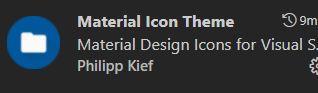 Material Icon Theme 9m
Material Design Icons for Visual S
Philipp Kief